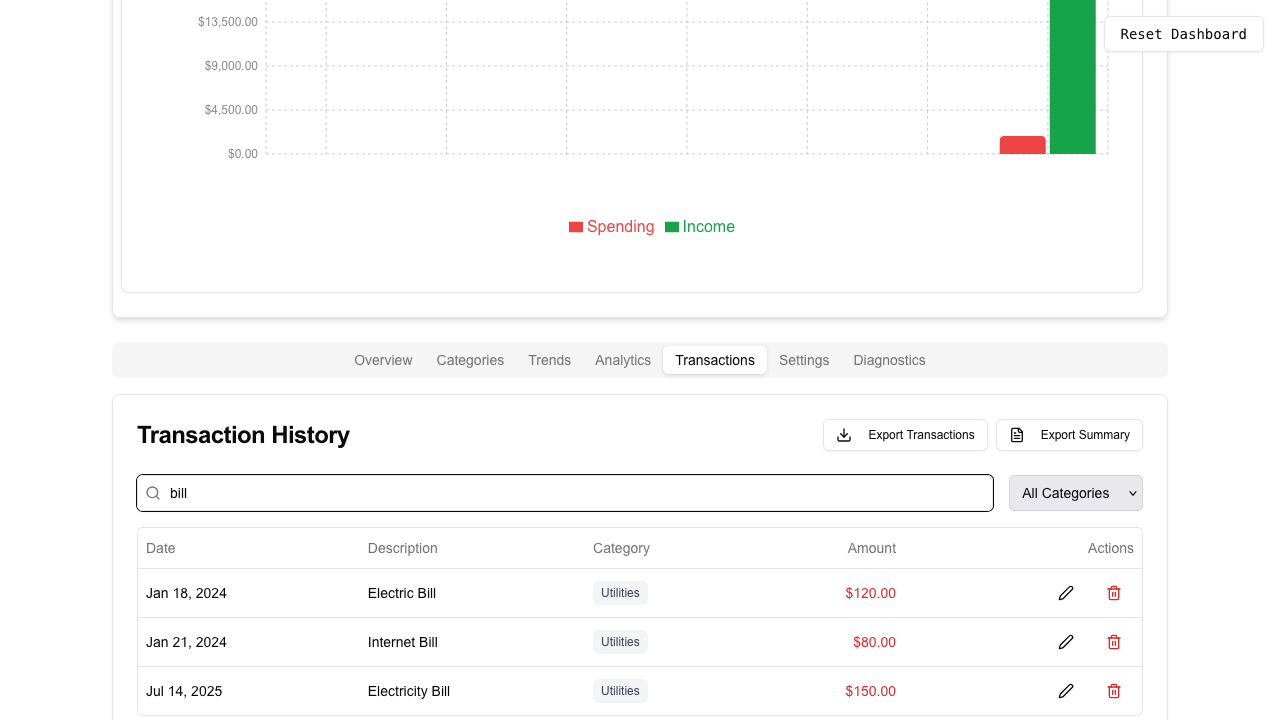 $13,500.00
Reset Dashboard
$9,000.00
$4,500.00
$0.00
Spending Income
Overview Categories Trends Analytics Transactions Settings Diagnostics
Transaction History
Export Transactions
Export Summary
bill
All Categories
Date Description Category Amount Actions
Jan 18, 2024 Electric Bill Utilities $120.00
Jan 21, 2024 Internet Bill Utilities $80.00
Jul 14, 2025 Electricity Bill Utilities $150.00